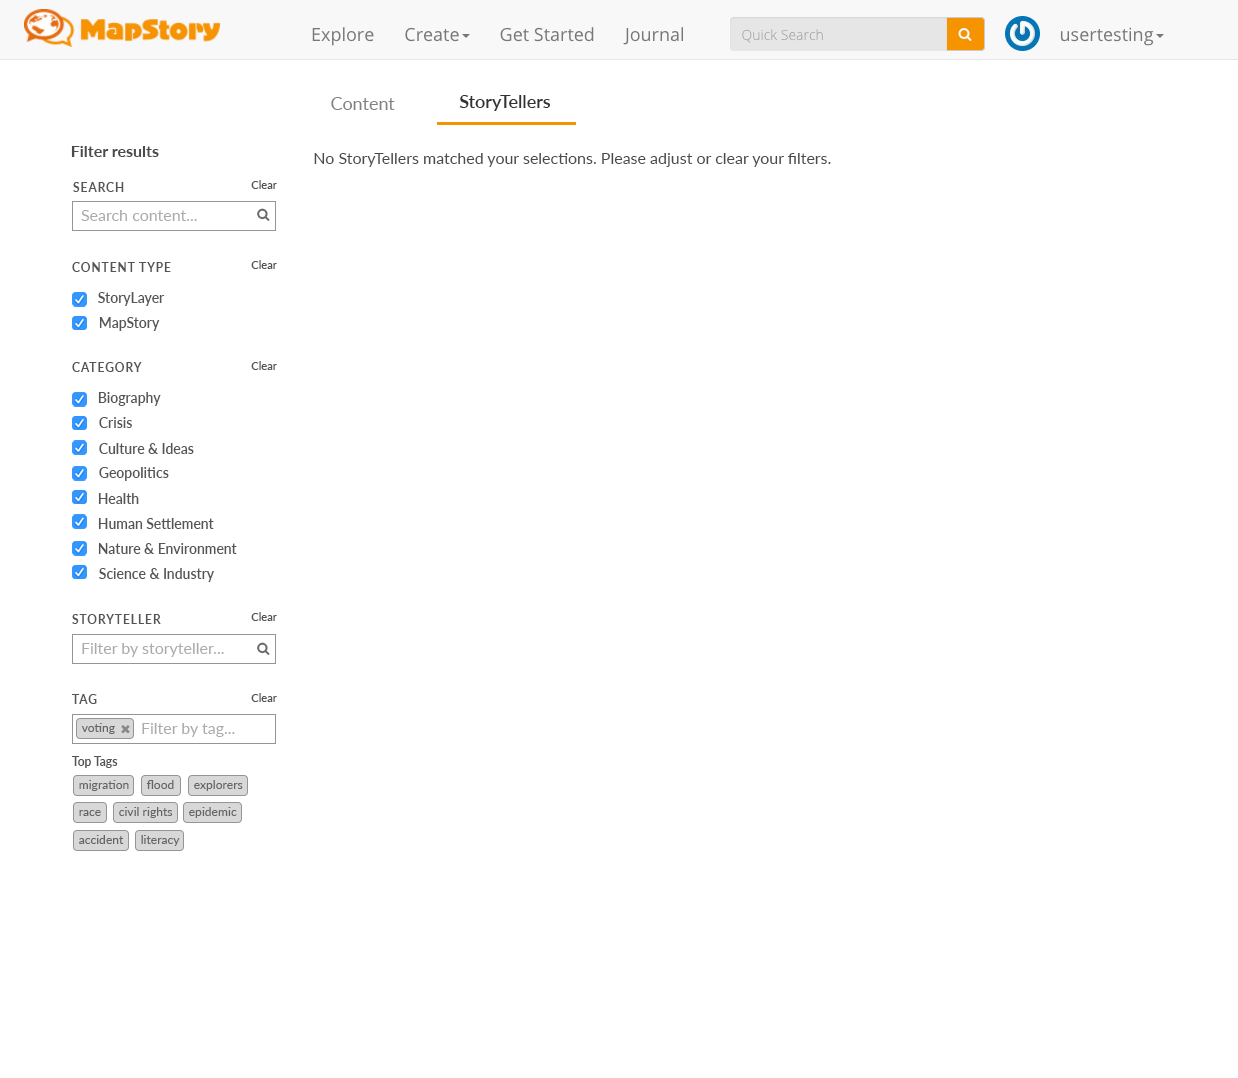 MapStory
Explore Create Get Started Journal Quick Search usertesting
Content StoryTellers
Filter results
No StoryTellers matched your selections. Please adjust or clear your filters.
SEARCH Clear
Search content...
CONTENT TYPE Clear
StoryLayer
MapStory
CATEGORY Clear
Biography
Crisis
Culture & Ideas
Geopolitics
Health
Human Settlement
Nature & Environment
Science & Industry
STORYTELLER Clear
Filter by storyteller...
TAG Clear
voting Filter by tag...
Top Tags
migration flood explorers
race civil rights epidemic
accident literacy